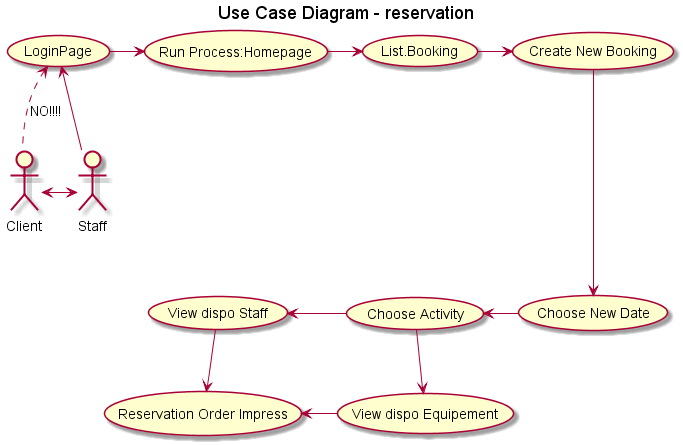 Use Case Diagram - reservation
LoginPage
Run Process:Homepage
List.Booking
Create New Booking
NO!!!!
Client
Staff
View dispo Staff
Choose Activity
Choose New Date
Reservation Order Impress
View dispo Equipement